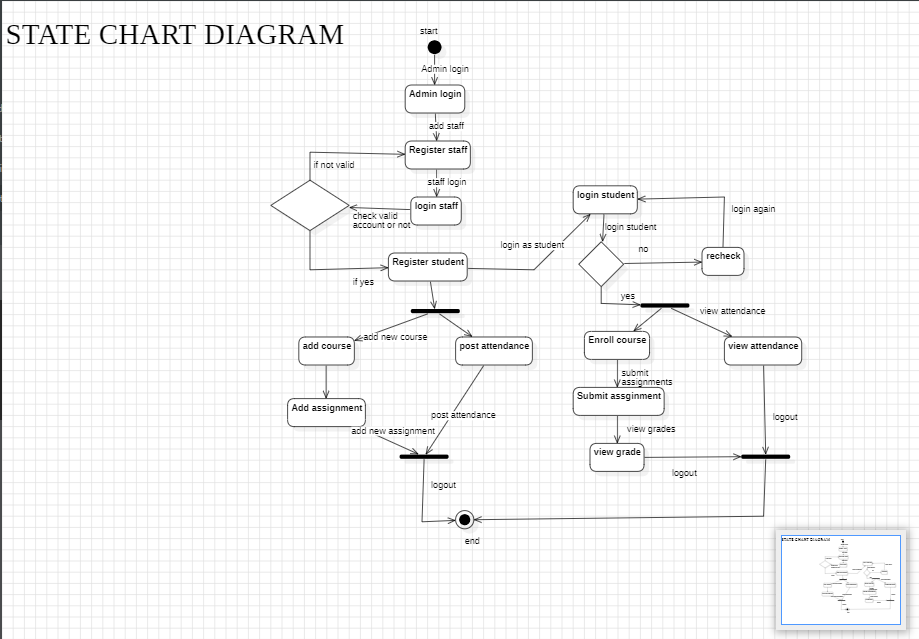 STATE CHART DIAGRAM
start
Admin login
Admin login
add staff
Register staff
if not valid
staff login
login staff
check valid
account or not
login student
login again
login student
login as student
no
recheck
Register student
if yes
yes
view attendance
add new course
add course
post attendance
Enroll course
view attendance
submit
assignments
Submit assginment
Add assignment
post attendance
logout
add new assignment
view grades
view grade
logout
logout
end
STATE CHART DIAGRAM